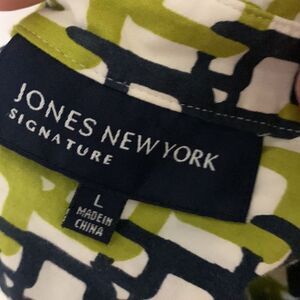 JONES NEW YORK
SIGNATURE
L
MADE IN
CHINA